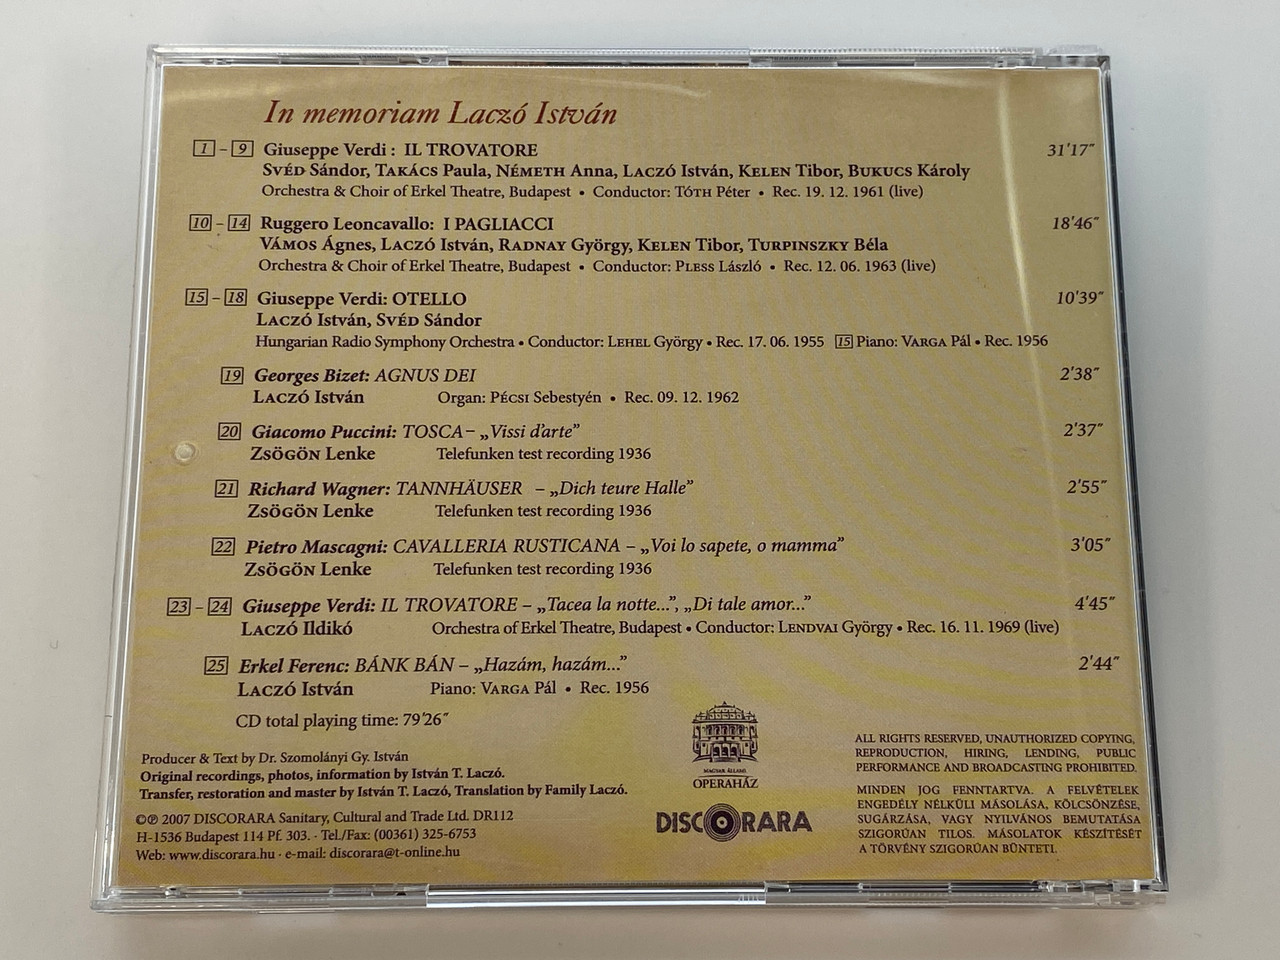 In memoriam Laczó István
1 – 9 Giuseppe Verdi : IL TROVATORE 31'17"
SVÉD Sándor, TAKÁCS Paula, NÉMETH Anna, LACZÓ István, KELEN Tibor, BUKUCS Károly
Orchestra & Choir of Erkel Theatre, Budapest • Conductor: TÓTH Péter • Rec. 19. 12. 1961 (live)
10 – 14 Ruggero Leoncavallo: I PAGLIACCI 18'46"
VÁMOS Ágnes, LACZÓ István, RADNAY György, KELEN Tibor, TURPINSZKY Béla
Orchestra & Choir of Erkel Theatre, Budapest • Conductor: PLESS László • Rec. 12. 06. 1963 (live)
15 – 18 Giuseppe Verdi: OTELLO 10'39"
LACZÓ István, SVÉD Sándor
Hungarian Radio Symphony Orchestra • Conductor: LEHEL György • Rec. 17. 06. 1955 15 Piano: VARGA Pál • Rec. 1956
19 Georges Bizet: AGNUS DEI 2'38"
LACZÓ István Organ: PÉCSI Sebestyén • Rec. 09. 12. 1962
20 Giacomo Puccini: TOSCA – „Vissi d'arte” 2'37"
ZSÖGÖN Lenke Telefunken test recording 1936
21 Richard Wagner: TANNHÄUSER – „Dich teure Halle” 2'55"
ZSÖGÖN Lenke Telefunken test recording 1936
22 Pietro Mascagni: CAVALLERIA RUSTICANA – „Voi lo sapete, o mamma” 3'05"
ZSÖGÖN Lenke Telefunken test recording 1936
23 – 24 Giuseppe Verdi: IL TROVATORE – „Tacea la notte...”, „Di tale amor...” 4'45"
LACZÓ Ildikó Orchestra of Erkel Theatre, Budapest • Conductor: LENDVAI György • Rec. 16. 11. 1969 (live)
25 Erkel Ferenc: BÁNK BÁN – „Hazám, hazám...” 2'44"
LACZÓ István Piano: VARGA Pál • Rec. 1956
CD total playing time: 79'26"
Producer & Text by Dr. Szomolányi Gy. István
Original recordings, photos, information by István T. Laczó.
Transfer, restoration and master by István T. Laczó, Translation by Family Laczó.
©℗ 2007 DISCORARA Sanitary, Cultural and Trade Ltd. DR112
H-1536 Budapest 114 Pf. 303. · Tel./Fax: (00361) 325-6753
Web: www.discorara.hu · e-mail: discorara@t-online.hu
MAGYAR ÁLLAMI
OPERAHÁZ
DISCORARA
ALL RIGHTS RESERVED, UNAUTHORIZED COPYING,
REPRODUCTION, HIRING, LENDING, PUBLIC
PERFORMANCE AND BROADCASTING PROHIBITED.
MINDEN JOG FENNTARTVA. A FELVÉTELEK
ENGEDÉLY NÉLKÜLI MÁSOLÁSA, KÖLCSÖNZÉSE,
SUGÁRZÁSA, VAGY NYILVÁNOS BEMUTATÁSA
SZIGORÚAN TILOS. MÁSOLATOK KÉSZÍTÉSÉT
A TÖRVÉNY SZIGORÚAN BÜNTETI.